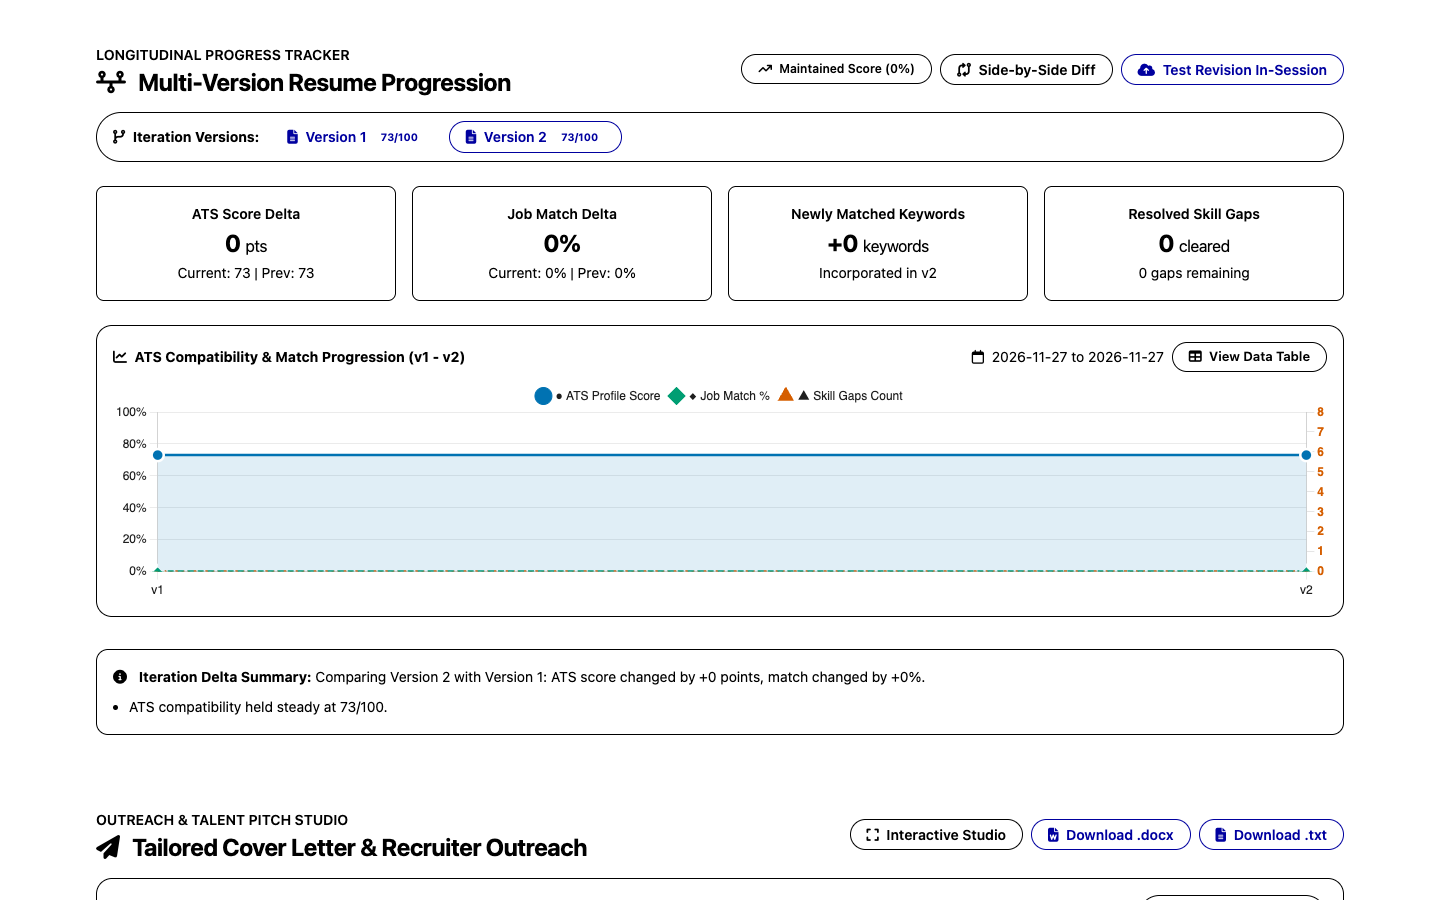 LONGITUDINAL PROGRESS TRACKER
Multi-Version Resume Progression
Maintained Score (0%)
Side-by-Side Diff
Test Revision In-Session
Iteration Versions:
Version 1 73/100
Version 2 73/100
ATS Score Delta
0 pts
Current: 73 | Prev: 73
Job Match Delta
0%
Current: 0% | Prev: 0%
Newly Matched Keywords
+0 keywords
Incorporated in v2
Resolved Skill Gaps
0 cleared
0 gaps remaining
ATS Compatibility & Match Progression (v1 - v2)
2026-11-27 to 2026-11-27
View Data Table
● ATS Profile Score
◆ Job Match %
▲ Skill Gaps Count
100%
80%
60%
40%
20%
0%
8
7
6
5
4
3
2
1
0
v1
v2
Iteration Delta Summary: Comparing Version 2 with Version 1: ATS score changed by +0 points, match changed by +0%.
• ATS compatibility held steady at 73/100.
OUTREACH & TALENT PITCH STUDIO
Tailored Cover Letter & Recruiter Outreach
Interactive Studio
Download .docx
Download .txt